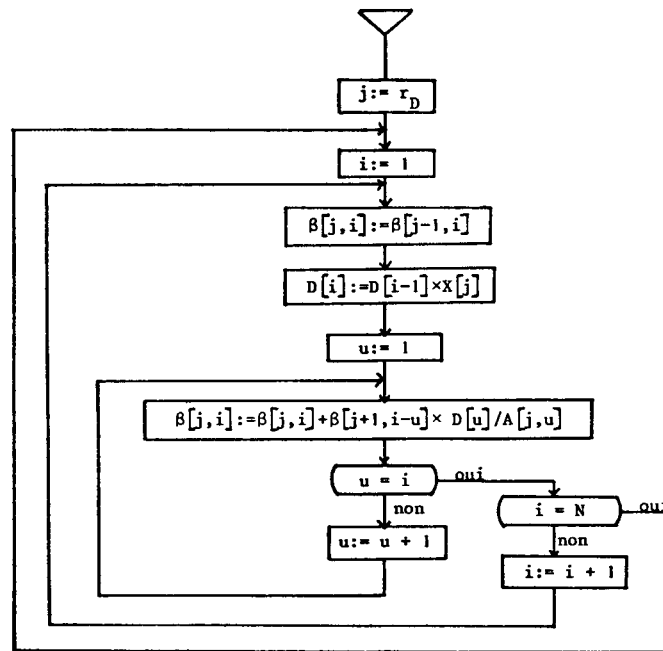 j:= r_D
i:= 1
β[j,i]:=β[j-1,i]
D[i]:=D[i-1]×X[j]
u:= 1
β[j,i]:=β[j,i]+β[j+1,i-u]× D[u]/A[j,u]
u = i
oui
i = N
oui
non
non
u:= u + 1
i:= i + 1